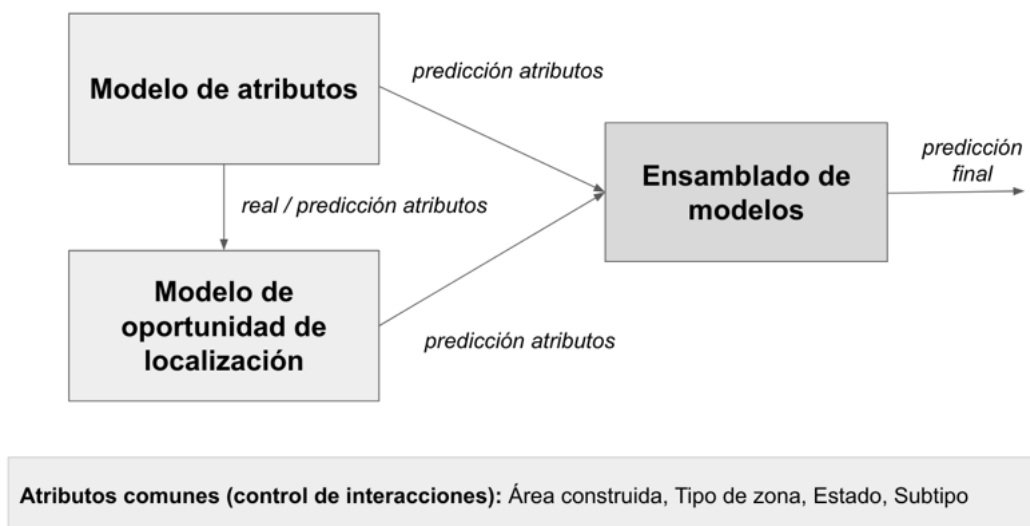 Modelo de atributos
predicción atributos
real / predicción atributos
Modelo de
oportunidad de
localización
predicción atributos
Ensamblado de
modelos
predicción
final
Atributos comunes (control de interacciones): Área construida, Tipo de zona, Estado, Subtipo